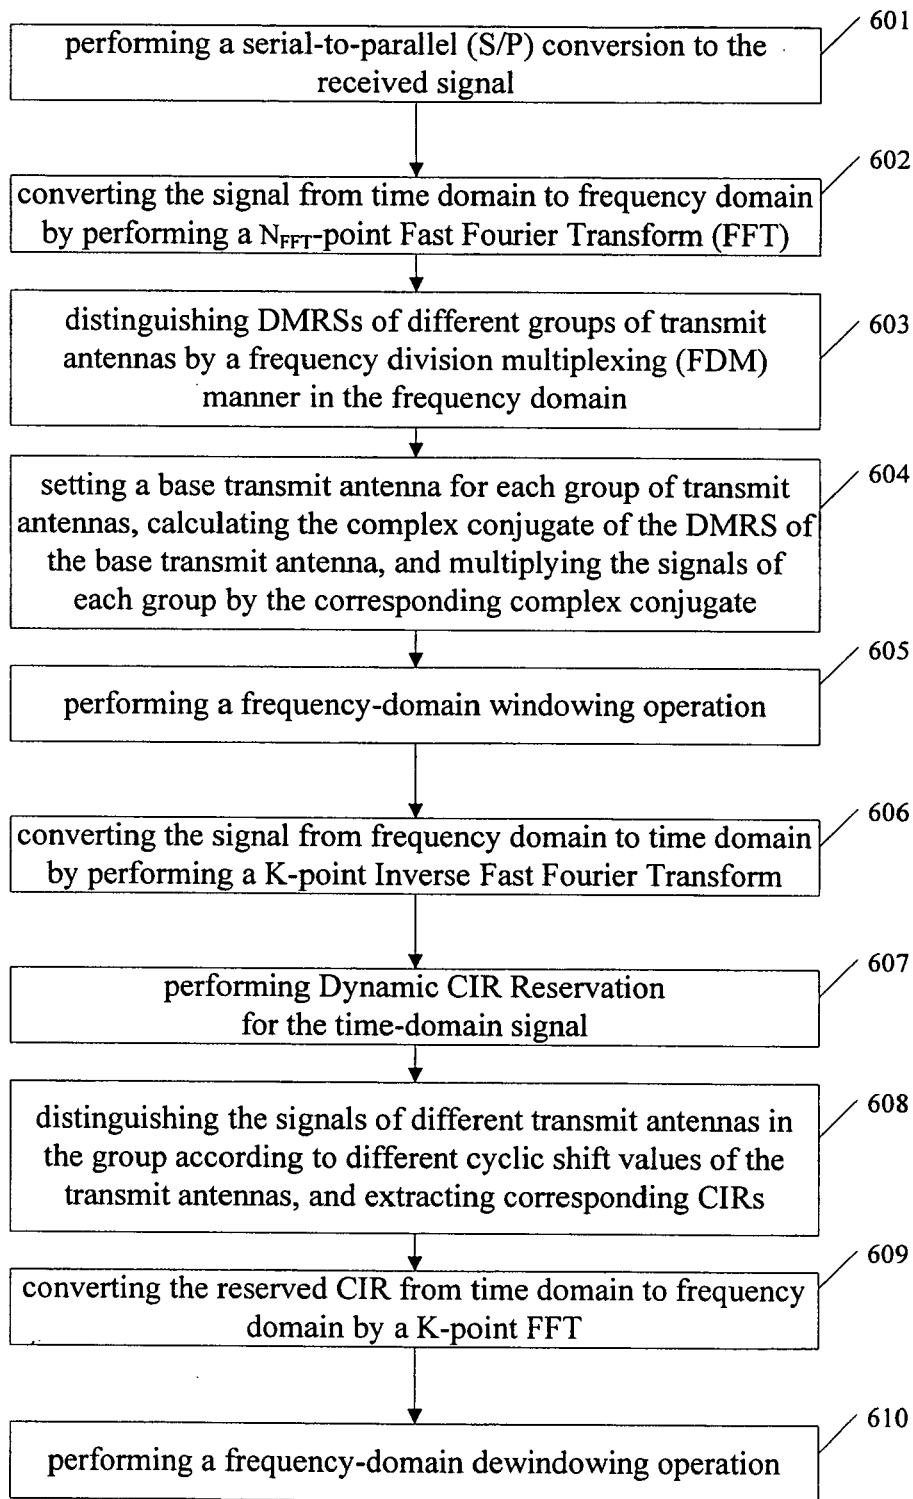 601
performing a serial-to-parallel (S/P) conversion to the
received signal
602
converting the signal from time domain to frequency domain
by performing a NFFT-point Fast Fourier Transform (FFT)
603
distinguishing DMRSs of different groups of transmit
antennas by a frequency division multiplexing (FDM)
manner in the frequency domain
604
setting a base transmit antenna for each group of transmit
antennas, calculating the complex conjugate of the DMRS of
the base transmit antenna, and multiplying the signals of
each group by the corresponding complex conjugate
605
performing a frequency-domain windowing operation
606
converting the signal from frequency domain to time domain
by performing a K-point Inverse Fast Fourier Transform
607
performing Dynamic CIR Reservation
for the time-domain signal
608
distinguishing the signals of different transmit antennas in
the group according to different cyclic shift values of the
transmit antennas, and extracting corresponding CIRs
609
converting the reserved CIR from time domain to frequency
domain by a K-point FFT
610
performing a frequency-domain dewindowing operation